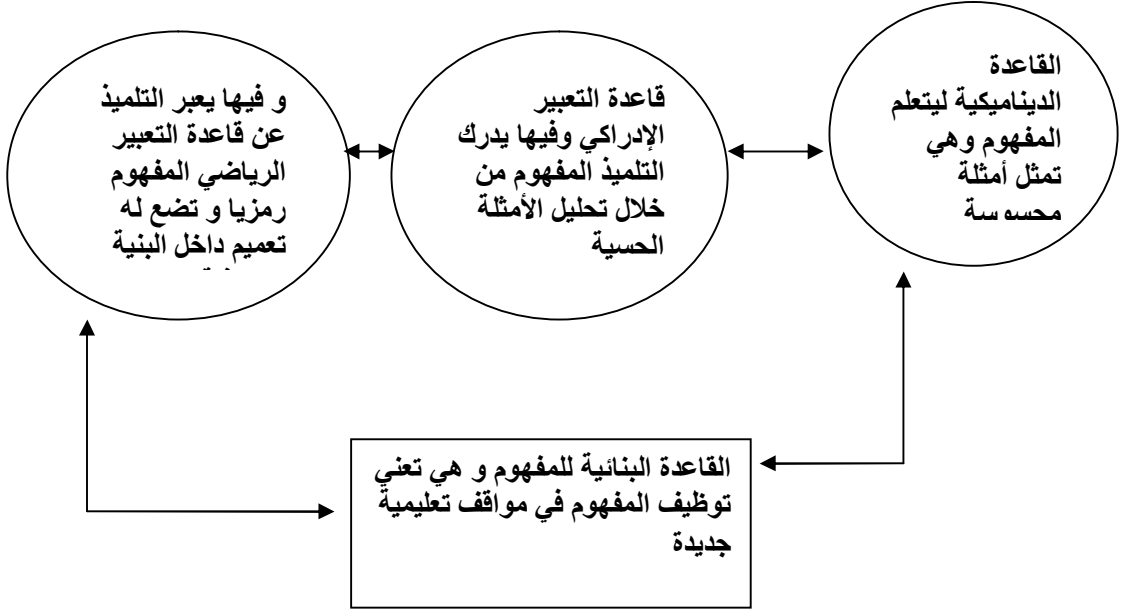 القاعدة
الديناميكية ليتعلم
المفهوم وهي
تمثل أمثلة
محسوسة
قاعدة التعبير
الإدراكي وفيها يدرك
التلميذ المفهوم من
خلال تحليل الأمثلة
الحسية
و فيها يعبر التلميذ
عن قاعدة التعبير
الرياضي المفهوم
رمزيا و تضع له
تعميم داخل البنية
القاعدة البنائية للمفهوم و هي تعني
توظيف المفهوم في مواقف تعليمية
جديدة